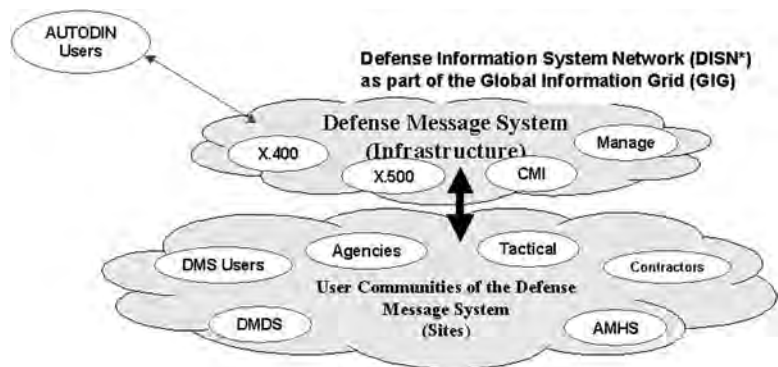 AUTODIN
Users
Defense Information System Network (DISN*)
as part of the Global Information Grid (GIG)
Defense Message System
(Infrastructure)
X.400
X.500
CMI
Manage
DMS Users
Agencies
Tactical
Contractors
User Communities of the Defense
Message System
(Sites)
DMDS
AMHS